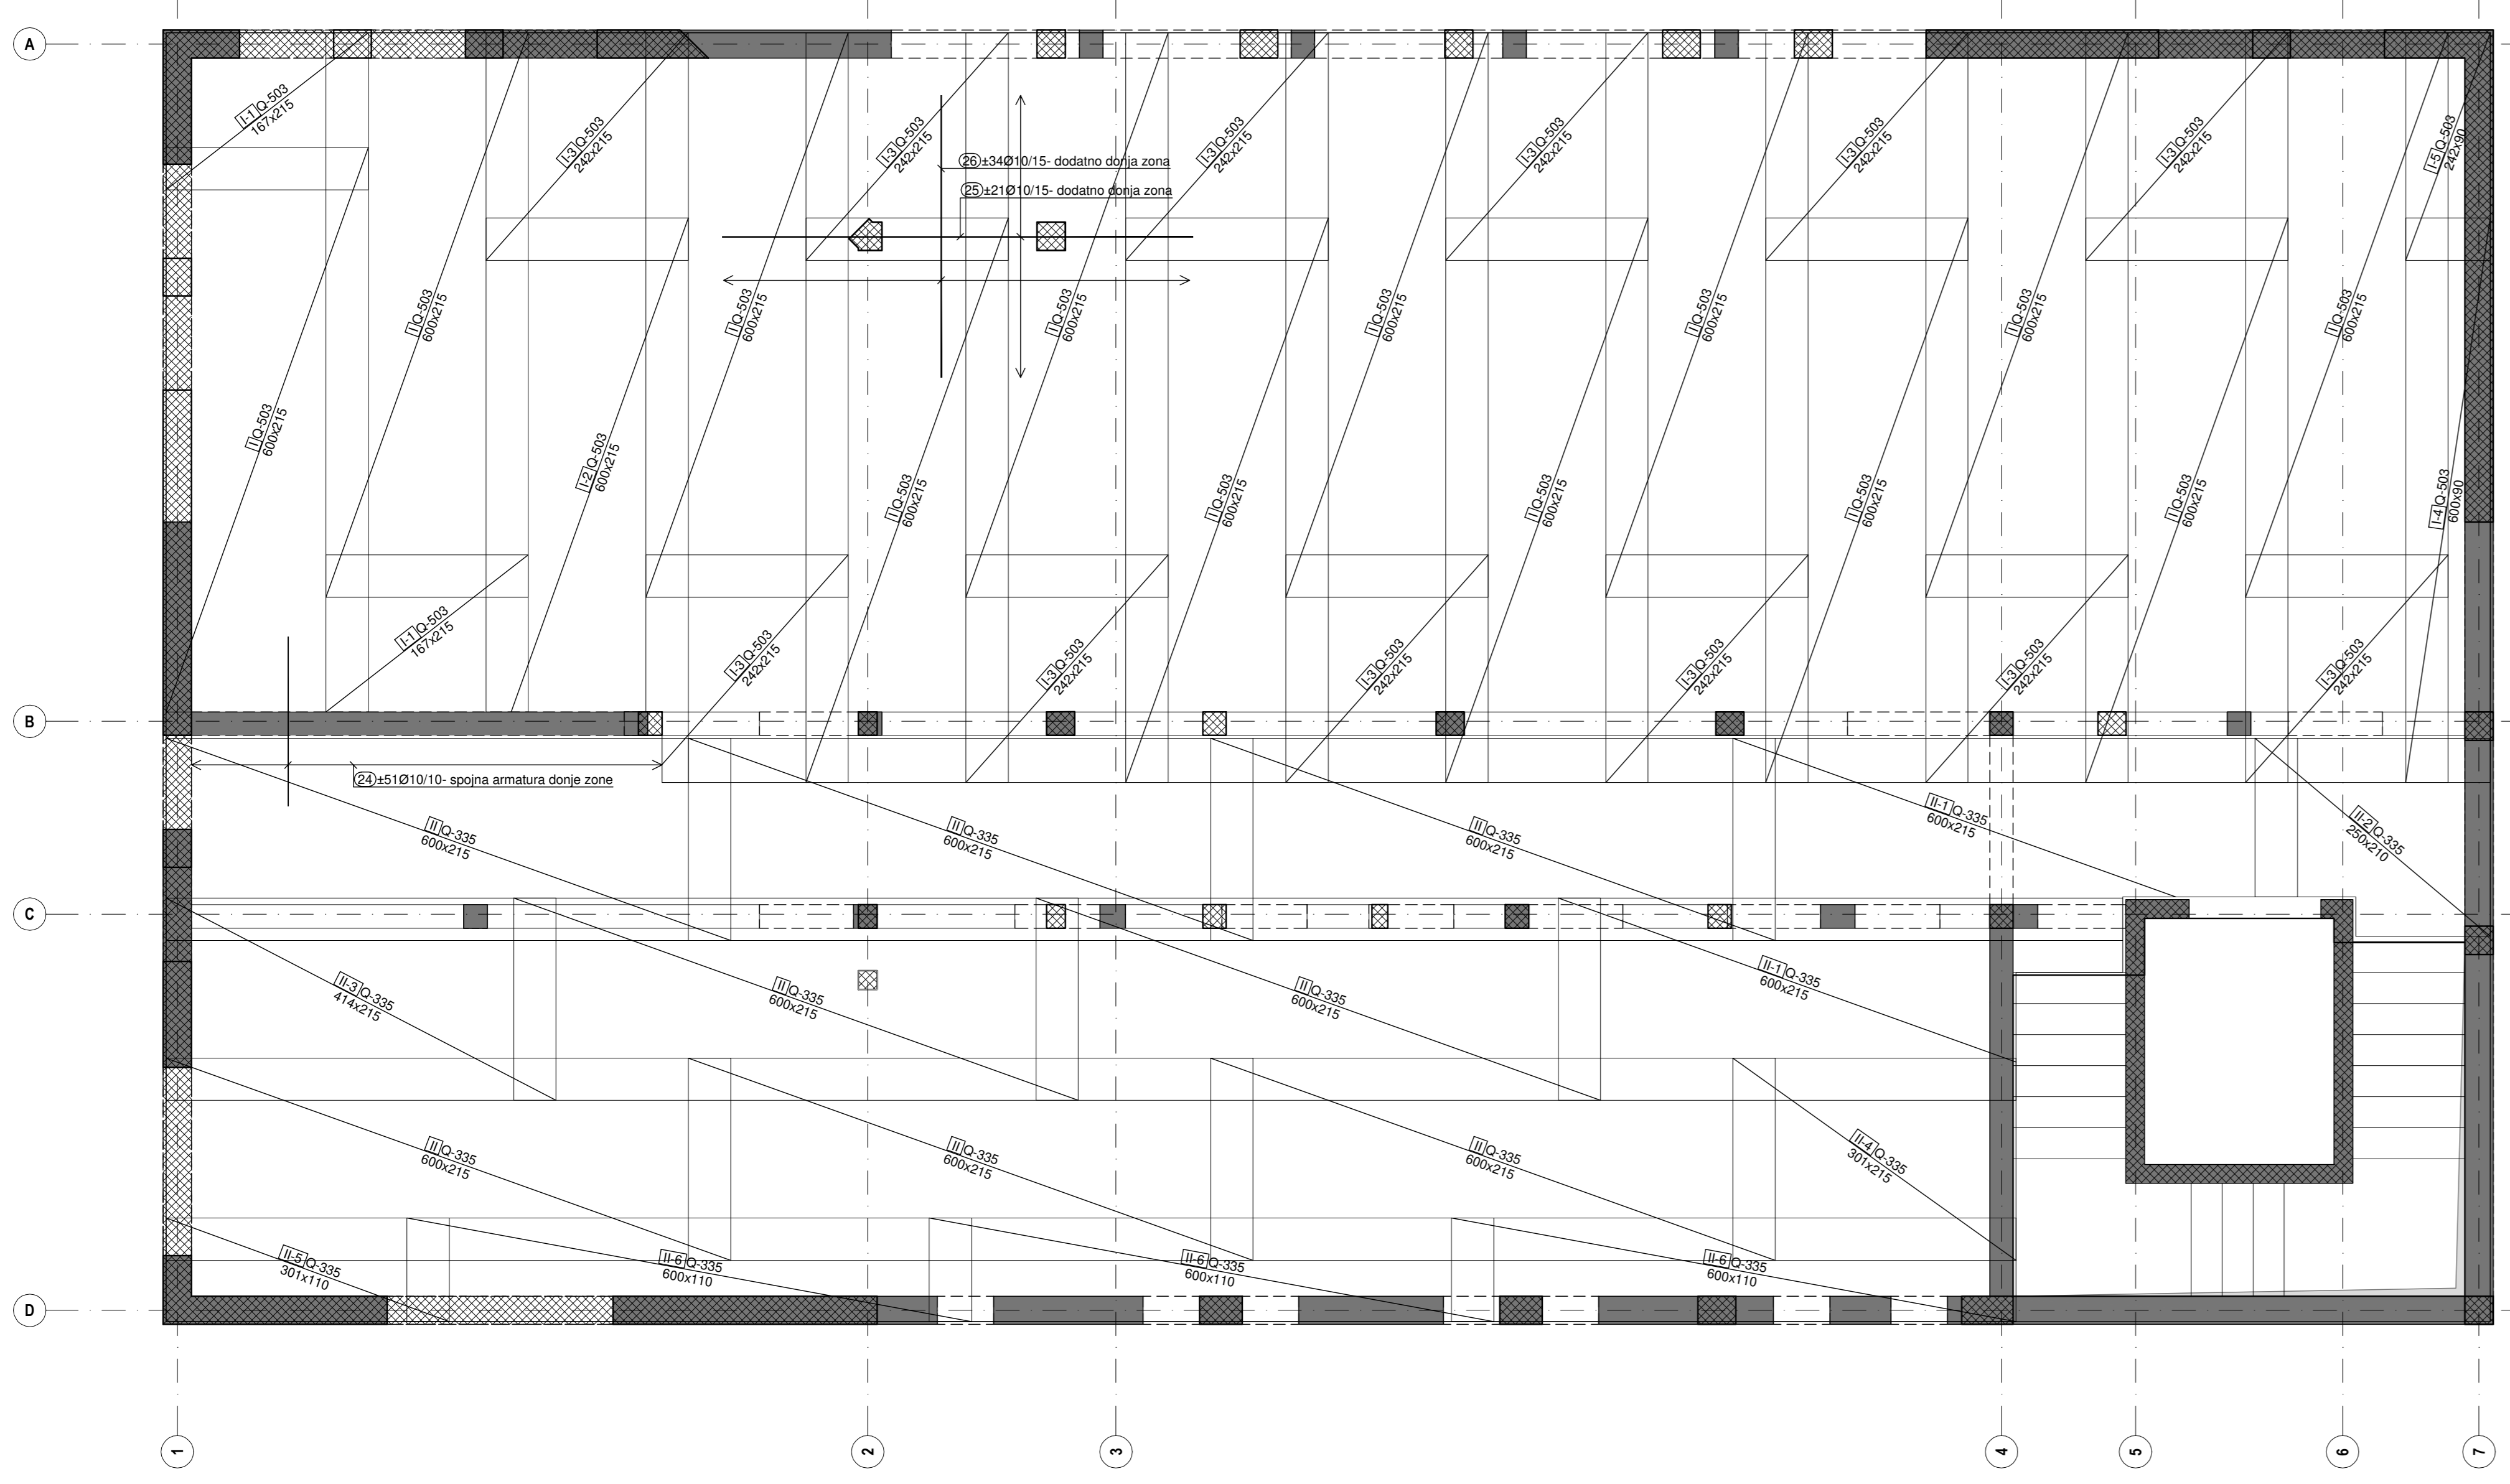 A
I-1 Q-503
167x215
I-3 Q-503
242x215
I-3 Q-503
242x215
I-3 Q-503
242x215
I-3 Q-503
242x215
I-3 Q-503
242x215
I-3 Q-503
242x215
I-5 Q-503
242x90
26 ±34Ø10/15- dodatno donja zona
25 ±21Ø10/15- dodatno donja zona
I Q-503
600x215
I Q-503
600x215
I Q-503
600x215
I Q-503
600x215
I Q-503
600x215
I Q-503
600x215
I Q-503
600x215
I Q-503
600x215
I-2 Q-503
600x215
I Q-503
600x215
I Q-503
600x215
I Q-503
600x215
I Q-503
600x215
I Q-503
600x215
I-4 Q-503
600x90
I-1 Q-503
167x215
I-3 Q-503
242x215
I-3 Q-503
242x215
I-3 Q-503
242x215
I-3 Q-503
242x215
I-3 Q-503
242x215
I-3 Q-503
242x215
B
24 ±51Ø10/10- spojna armatura donje zone
II Q-335
600x215
II Q-335
600x215
II Q-335
600x215
II-1 Q-335
600x215
II-2 Q-335
250x210
C
II-3 Q-335
414x215
II Q-335
600x215
II Q-335
600x215
II-1 Q-335
600x215
II Q-335
600x215
II Q-335
600x215
II Q-335
600x215
II-4 Q-335
301x215
II-5 Q-335
301x110
II-6 Q-335
600x110
II-6 Q-335
600x110
II-6 Q-335
600x110
D
1
2
3
4
5
6
7